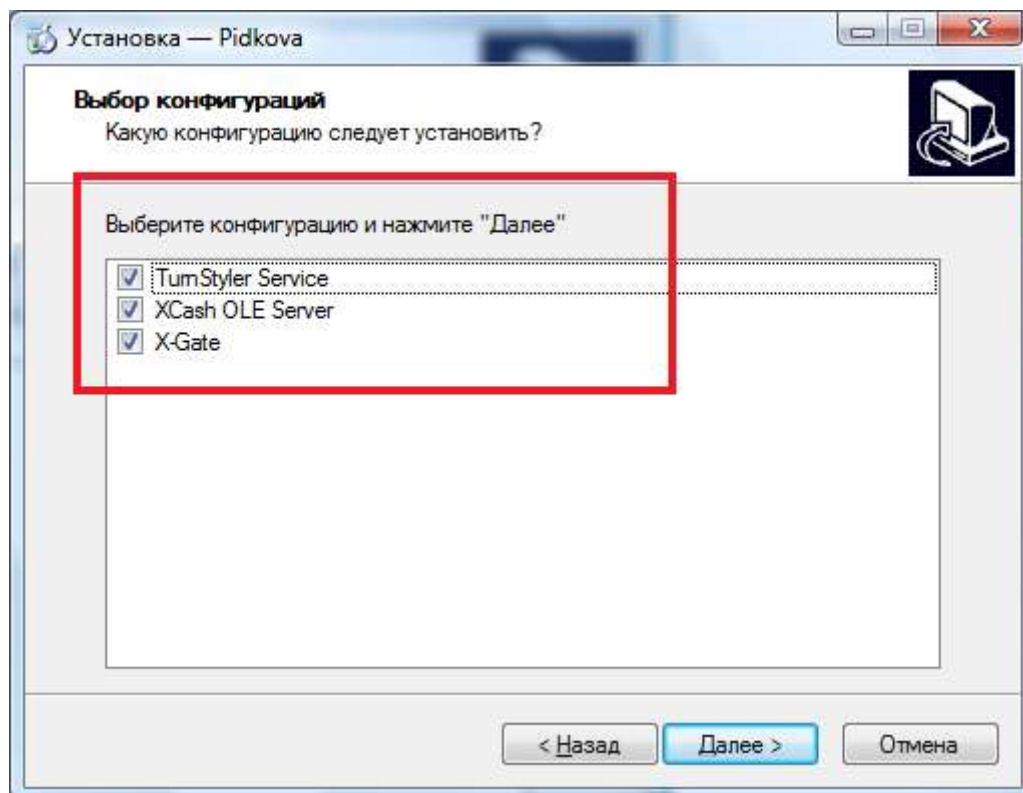 Установка — Pidkova
Выбор конфигураций
Какую конфигурацию следует установить?
Выберите конфигурацию и нажмите "Далее"
TurnStyler Service
XCash OLE Server
X-Gate
< Назад
Далее >
Отмена